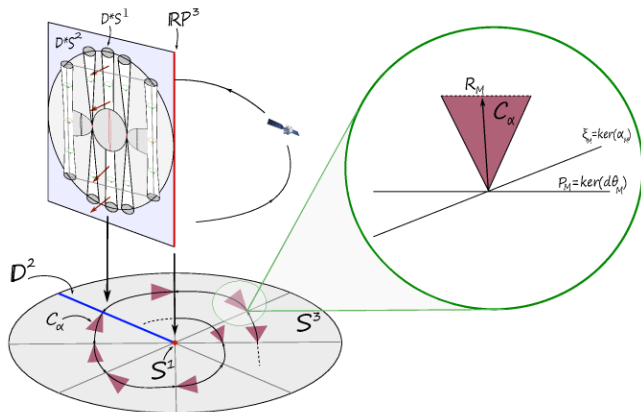 D*S¹
D*S²
ℝP³
R_M
C_α
ξ_M=ker(α_M)
P_M=ker(dθ_M)
D²
C_α
S³
S¹